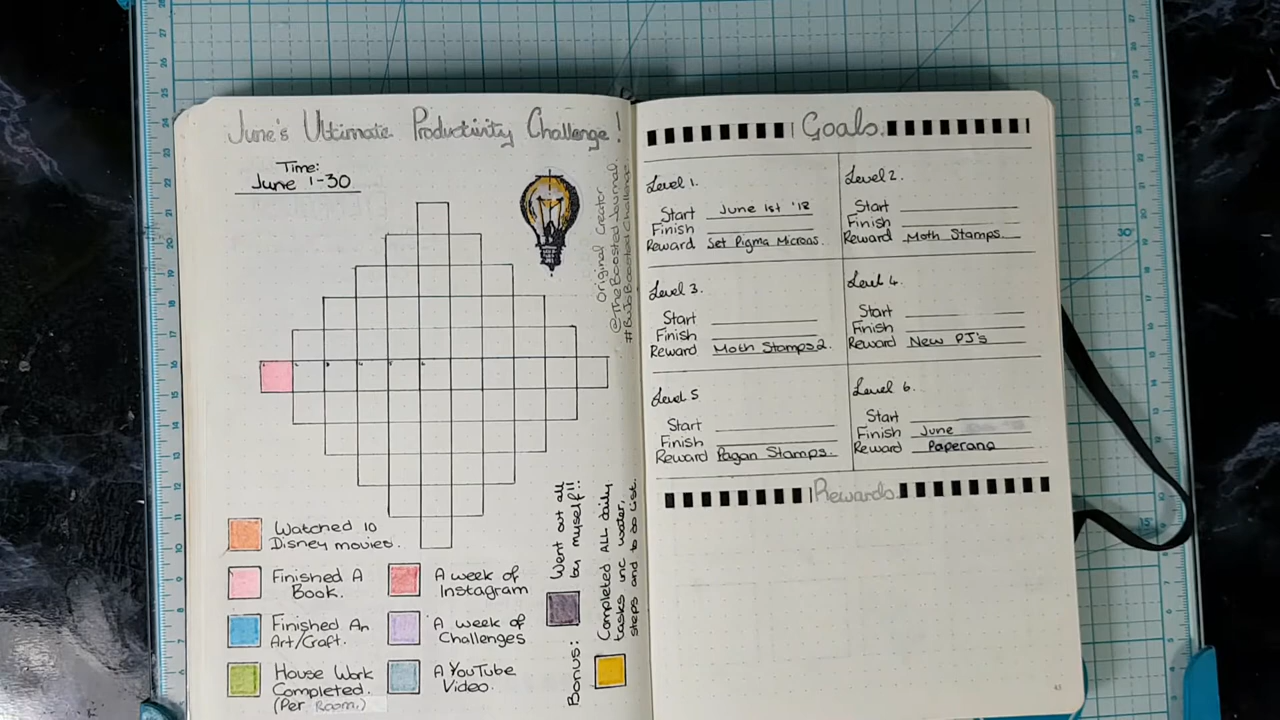 June's Ultimate Productivity Challenge!
Time:
June 1-30
Original Creator
@TheBoostedJournal.
#BuJoBoostedChallenge
Watched 10
Disney movies.
Finished A
Book.
Finished An
Art/Craft.
House Work
Completed.
(Per Room.)
A week of
Instagram
A week of
Challenges
A YouTube
Video.
Went out all
by myself!!
Bonus:
Completed ALL daily
tasks inc water,
steps and to do list.
Goals.
Level 1.
Start June 1st '18
Finish
Reward Set Pigma Microns.
Level 2.
Start
Finish
Reward Moth Stamps.
Level 3.
Start
Finish
Reward Moth Stamps 2.
Level 4.
Start
Finish
Reward New PJ's
Level 5
Start
Finish
Reward Pagan Stamps.
Level 6.
Start
Finish June
Reward Paperang
Rewards.
43